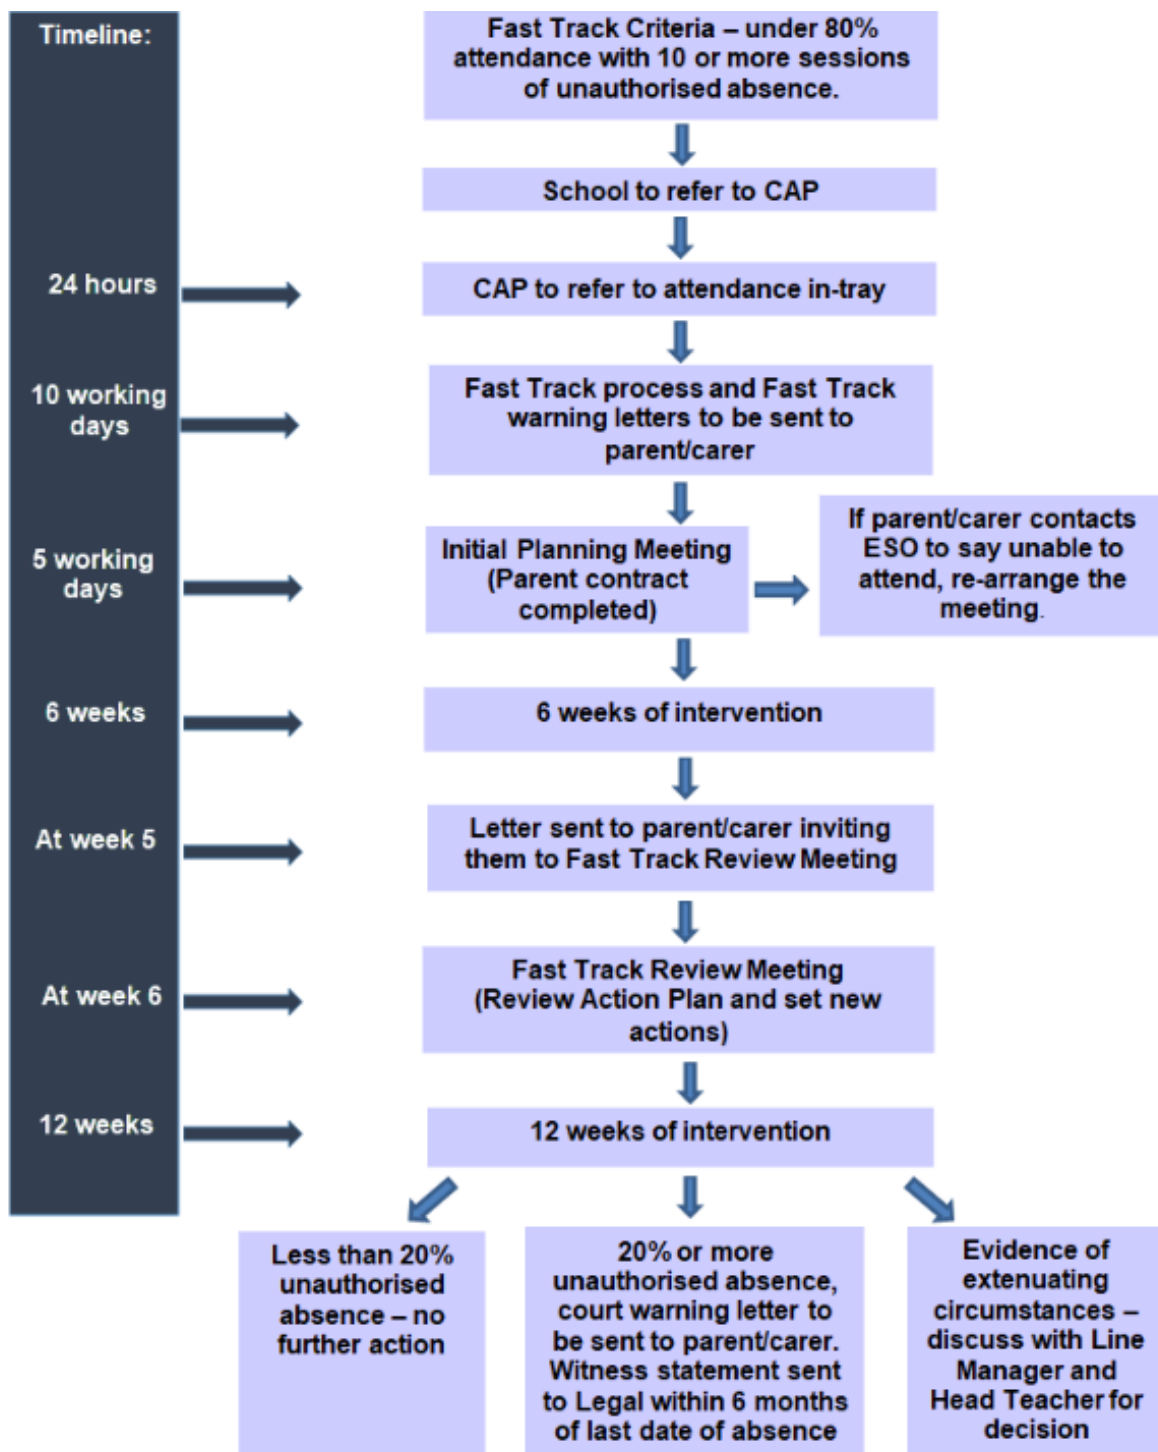 Timeline:
Fast Track Criteria – under 80%
attendance with 10 or more sessions
of unauthorised absence.
School to refer to CAP
24 hours
CAP to refer to attendance in-tray
10 working
days
Fast Track process and Fast Track
warning letters to be sent to
parent/carer
5 working
days
Initial Planning Meeting
(Parent contract
completed)
If parent/carer contacts
ESO to say unable to
attend, re-arrange the
meeting.
6 weeks
6 weeks of intervention
At week 5
Letter sent to parent/carer inviting
them to Fast Track Review Meeting
At week 6
Fast Track Review Meeting
(Review Action Plan and set new
actions)
12 weeks
12 weeks of intervention
Less than 20%
unauthorised
absence – no
further action
20% or more
unauthorised absence,
court warning letter to
be sent to parent/carer.
Witness statement sent
to Legal within 6 months
of last date of absence
Evidence of
extenuating
circumstances –
discuss with Line
Manager and
Head Teacher for
decision